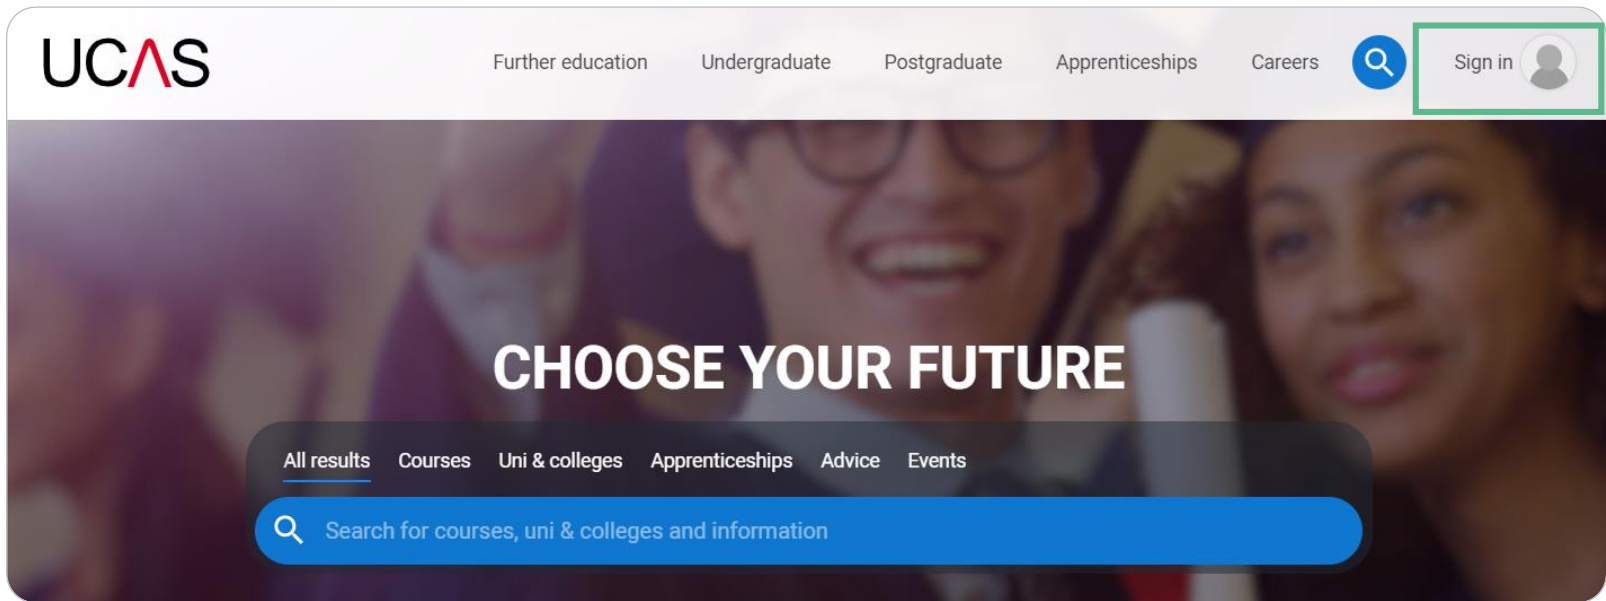 UCAS
Further education Undergraduate Postgraduate Apprenticeships Careers Sign in
CHOOSE YOUR FUTURE
All results Courses Uni & colleges Apprenticeships Advice Events
Search for courses, uni & colleges and information